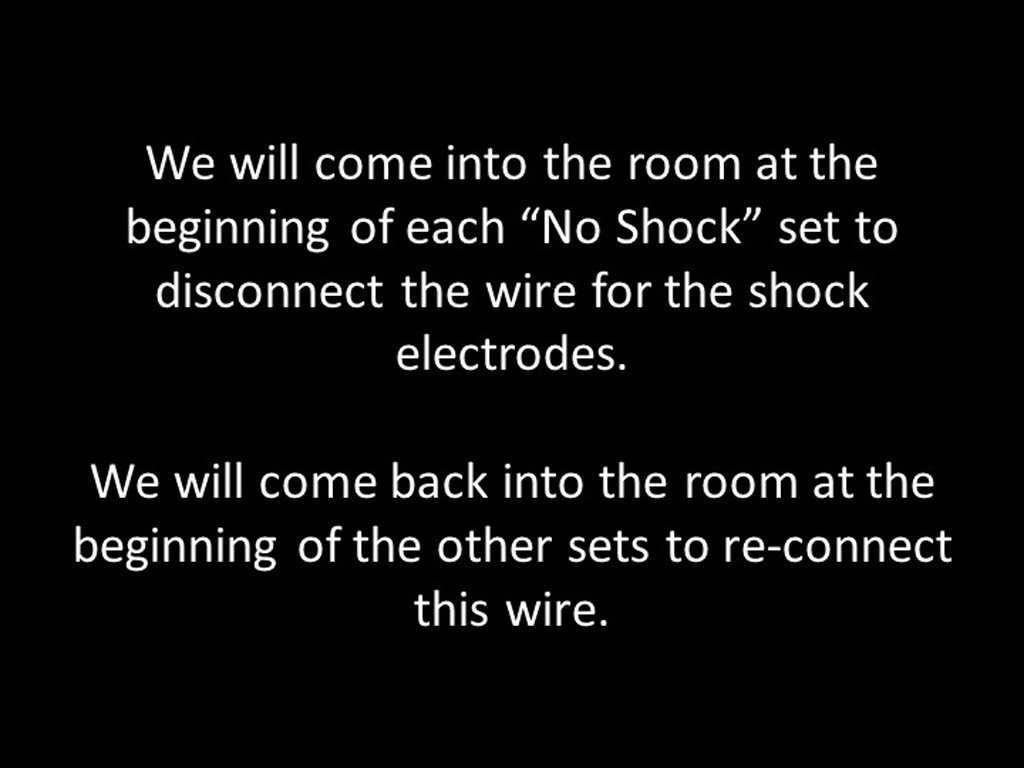 We will come into the room at the
beginning of each “No Shock” set to
disconnect the wire for the shock
electrodes.
We will come back into the room at the
beginning of the other sets to re-connect
this wire.